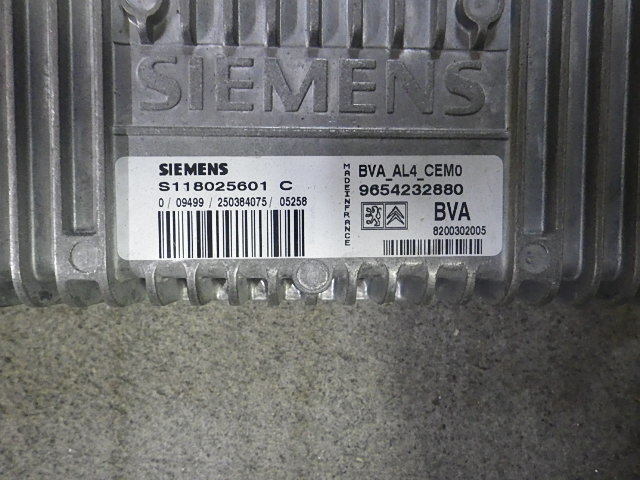 SIEMENS
SIEMENS
S118025601 C
0 / 09499 / 250384075 / 05258
MADE IN FRANCE
BVA_AL4_CEM0
9654232880
BVA
8200302005